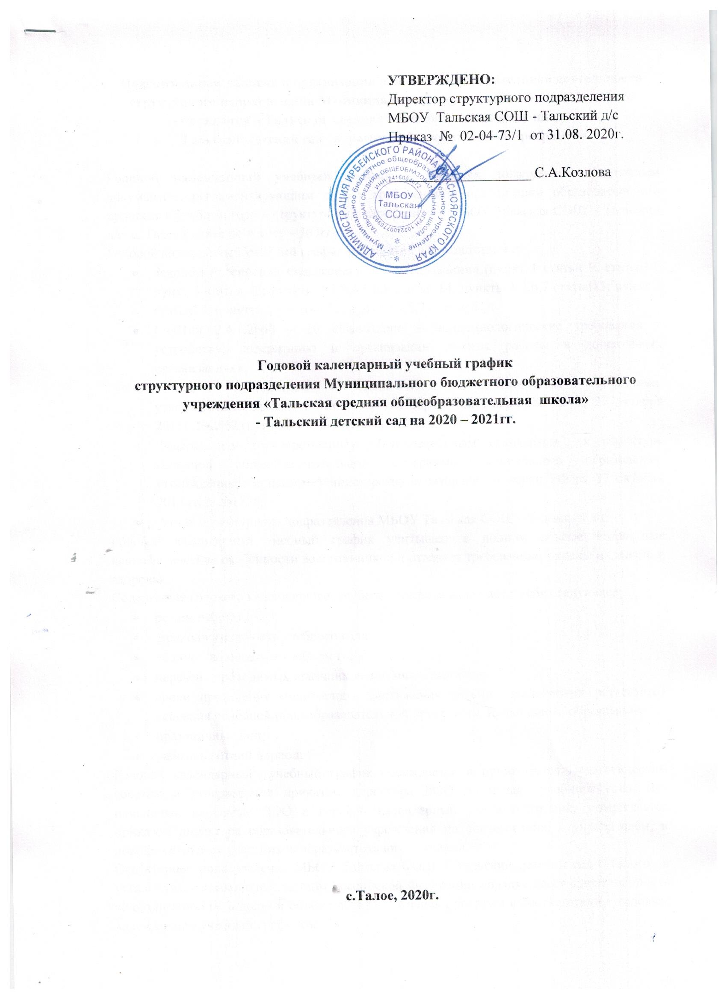 УТВЕРЖДЕНО:
Директор структурного подразделения
МБОУ Тальская СОШ - Тальский д/с
Приказ № 02-04-73/1 от 31.08. 2020г.
С.А.Козлова
АДМИНИСТРАЦИЯ ИРБЕЙСКОГО РАЙОНА КРАСНОЯРСКОГО КРАЯ
Муниципальное бюджетное общеобразовательное учреждение
ТАЛЬСКАЯ СРЕДНЯЯ ОБЩЕОБРАЗОВАТЕЛЬНАЯ ШКОЛА
ИНН
ОГРН 1022400778993
МБОУ
Тальская
СОШ
Годовой календарный учебный график
структурного подразделения Муниципального бюджетного образовательного
учреждения «Тальская средняя общеобразовательная школа»
- Тальский детский сад на 2020 – 2021гг.
с.Талое, 2020г.